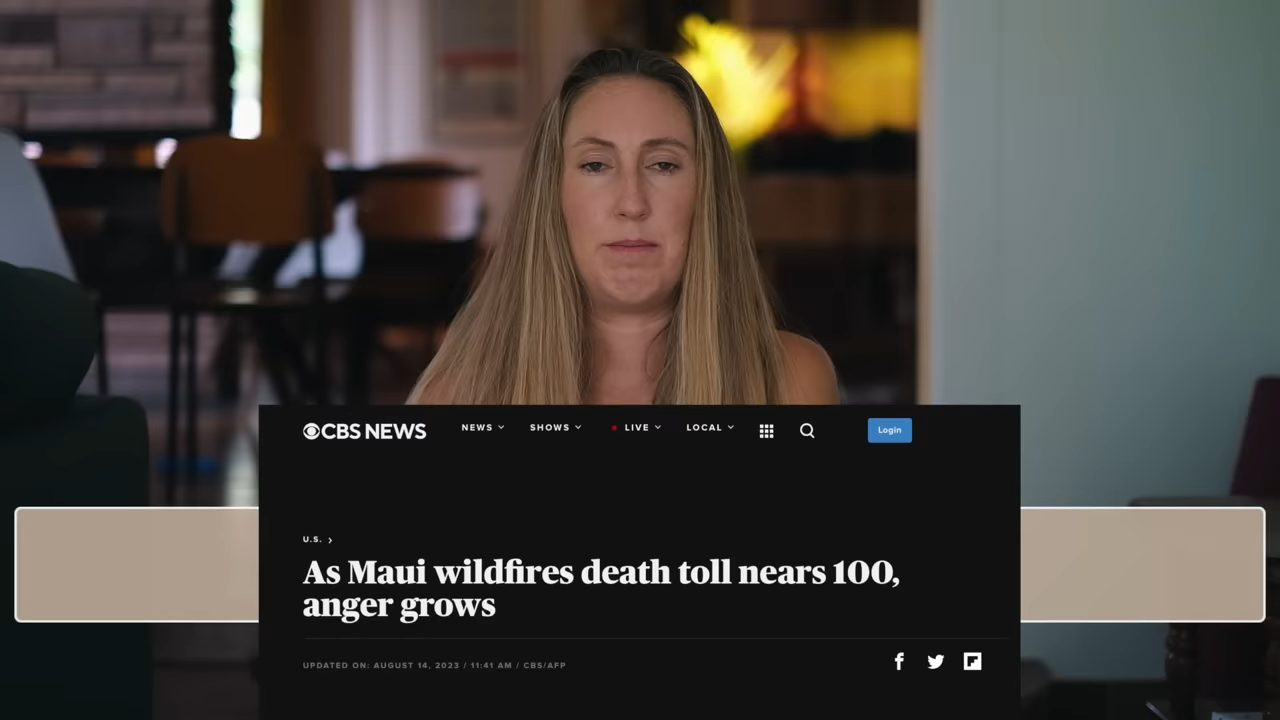 CBS NEWS NEWS SHOWS LIVE LOCAL Login
U.S. ›
As Maui wildfires death toll nears 100,
anger grows
UPDATED ON: AUGUST 14, 2023 / 11:41 AM / CBS/AFP